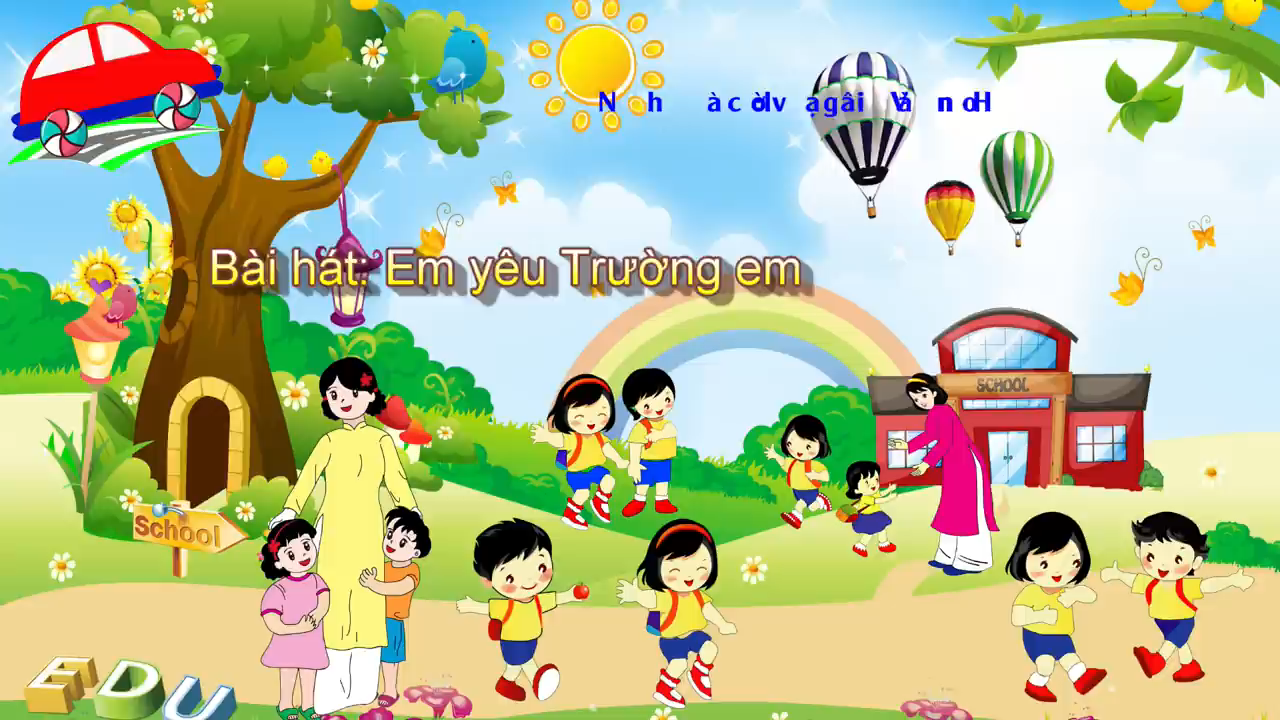 Bài hát: Em yêu Trường em
SCHOOL
School
EDU